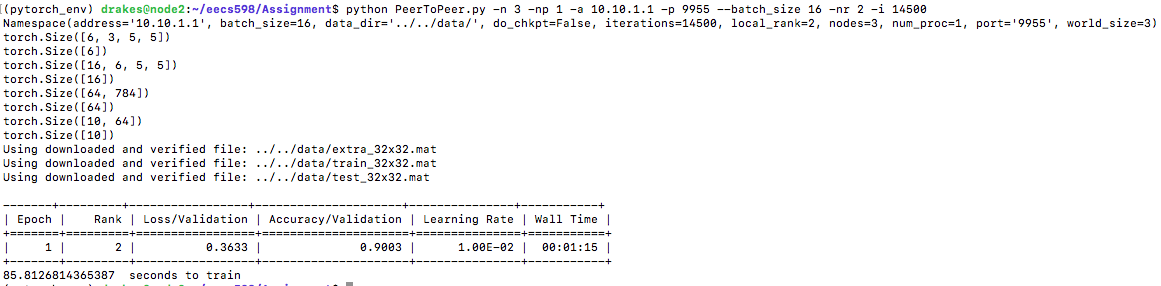 [(pytorch_env) drakes@node2:~/eecs598/Assignment$ python PeerToPeer.py -n 3 -np 1 -a 10.10.1.1 -p 9955 --batch_size 16 -nr 2 -i 14500
Namespace(address='10.10.1.1', batch_size=16, data_dir='../../data/', do_chkpt=False, iterations=14500, local_rank=2, nodes=3, num_proc=1, port='9955', world_size=3)
torch.Size([6, 3, 5, 5])
torch.Size([6])
torch.Size([16, 6, 5, 5])
torch.Size([16])
torch.Size([64, 784])
torch.Size([64])
torch.Size([10, 64])
torch.Size([10])
Using downloaded and verified file: ../../data/extra_32x32.mat
Using downloaded and verified file: ../../data/train_32x32.mat
Using downloaded and verified file: ../../data/test_32x32.mat
-------+---------+-----------------+----------------------+---------------+-----------+
| Epoch |    Rank | Loss/Validation | Accuracy/Validation | Learning Rate | Wall Time |
+=======+=========+=================+=====================+===============+===========+
|     1 |       2 |          0.3633 |              0.9003 |      1.00E-02 |  00:01:15 |
+-------+---------+-----------------+---------------------+---------------+-----------+
85.8126814365387  seconds to train